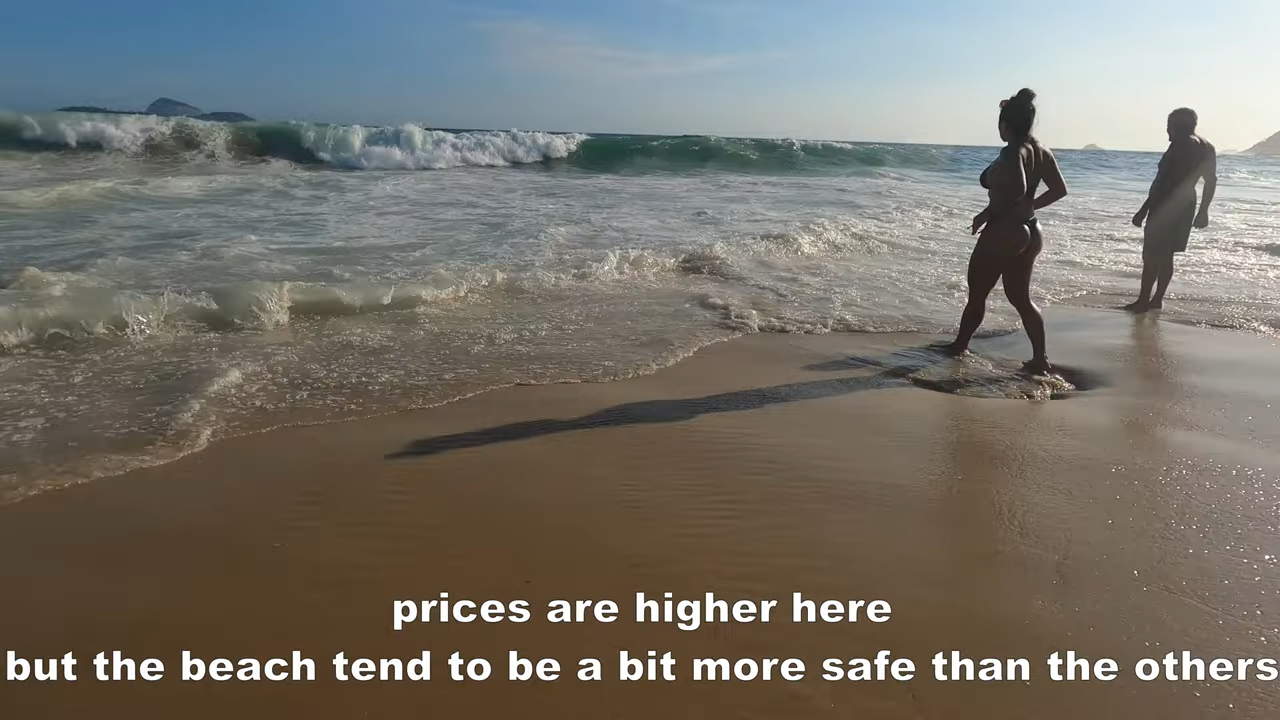 prices are higher here
but the beach tend to be a bit more safe than the others